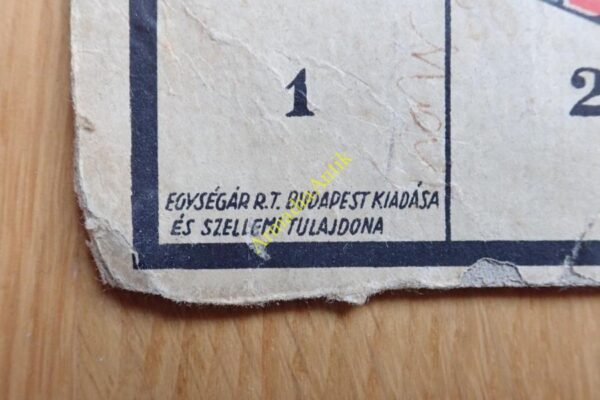 1
2
EGYSÉGÁR R.T. BUDAPEST KIADÁSA
ÉS SZELLEMI TULAJDONA